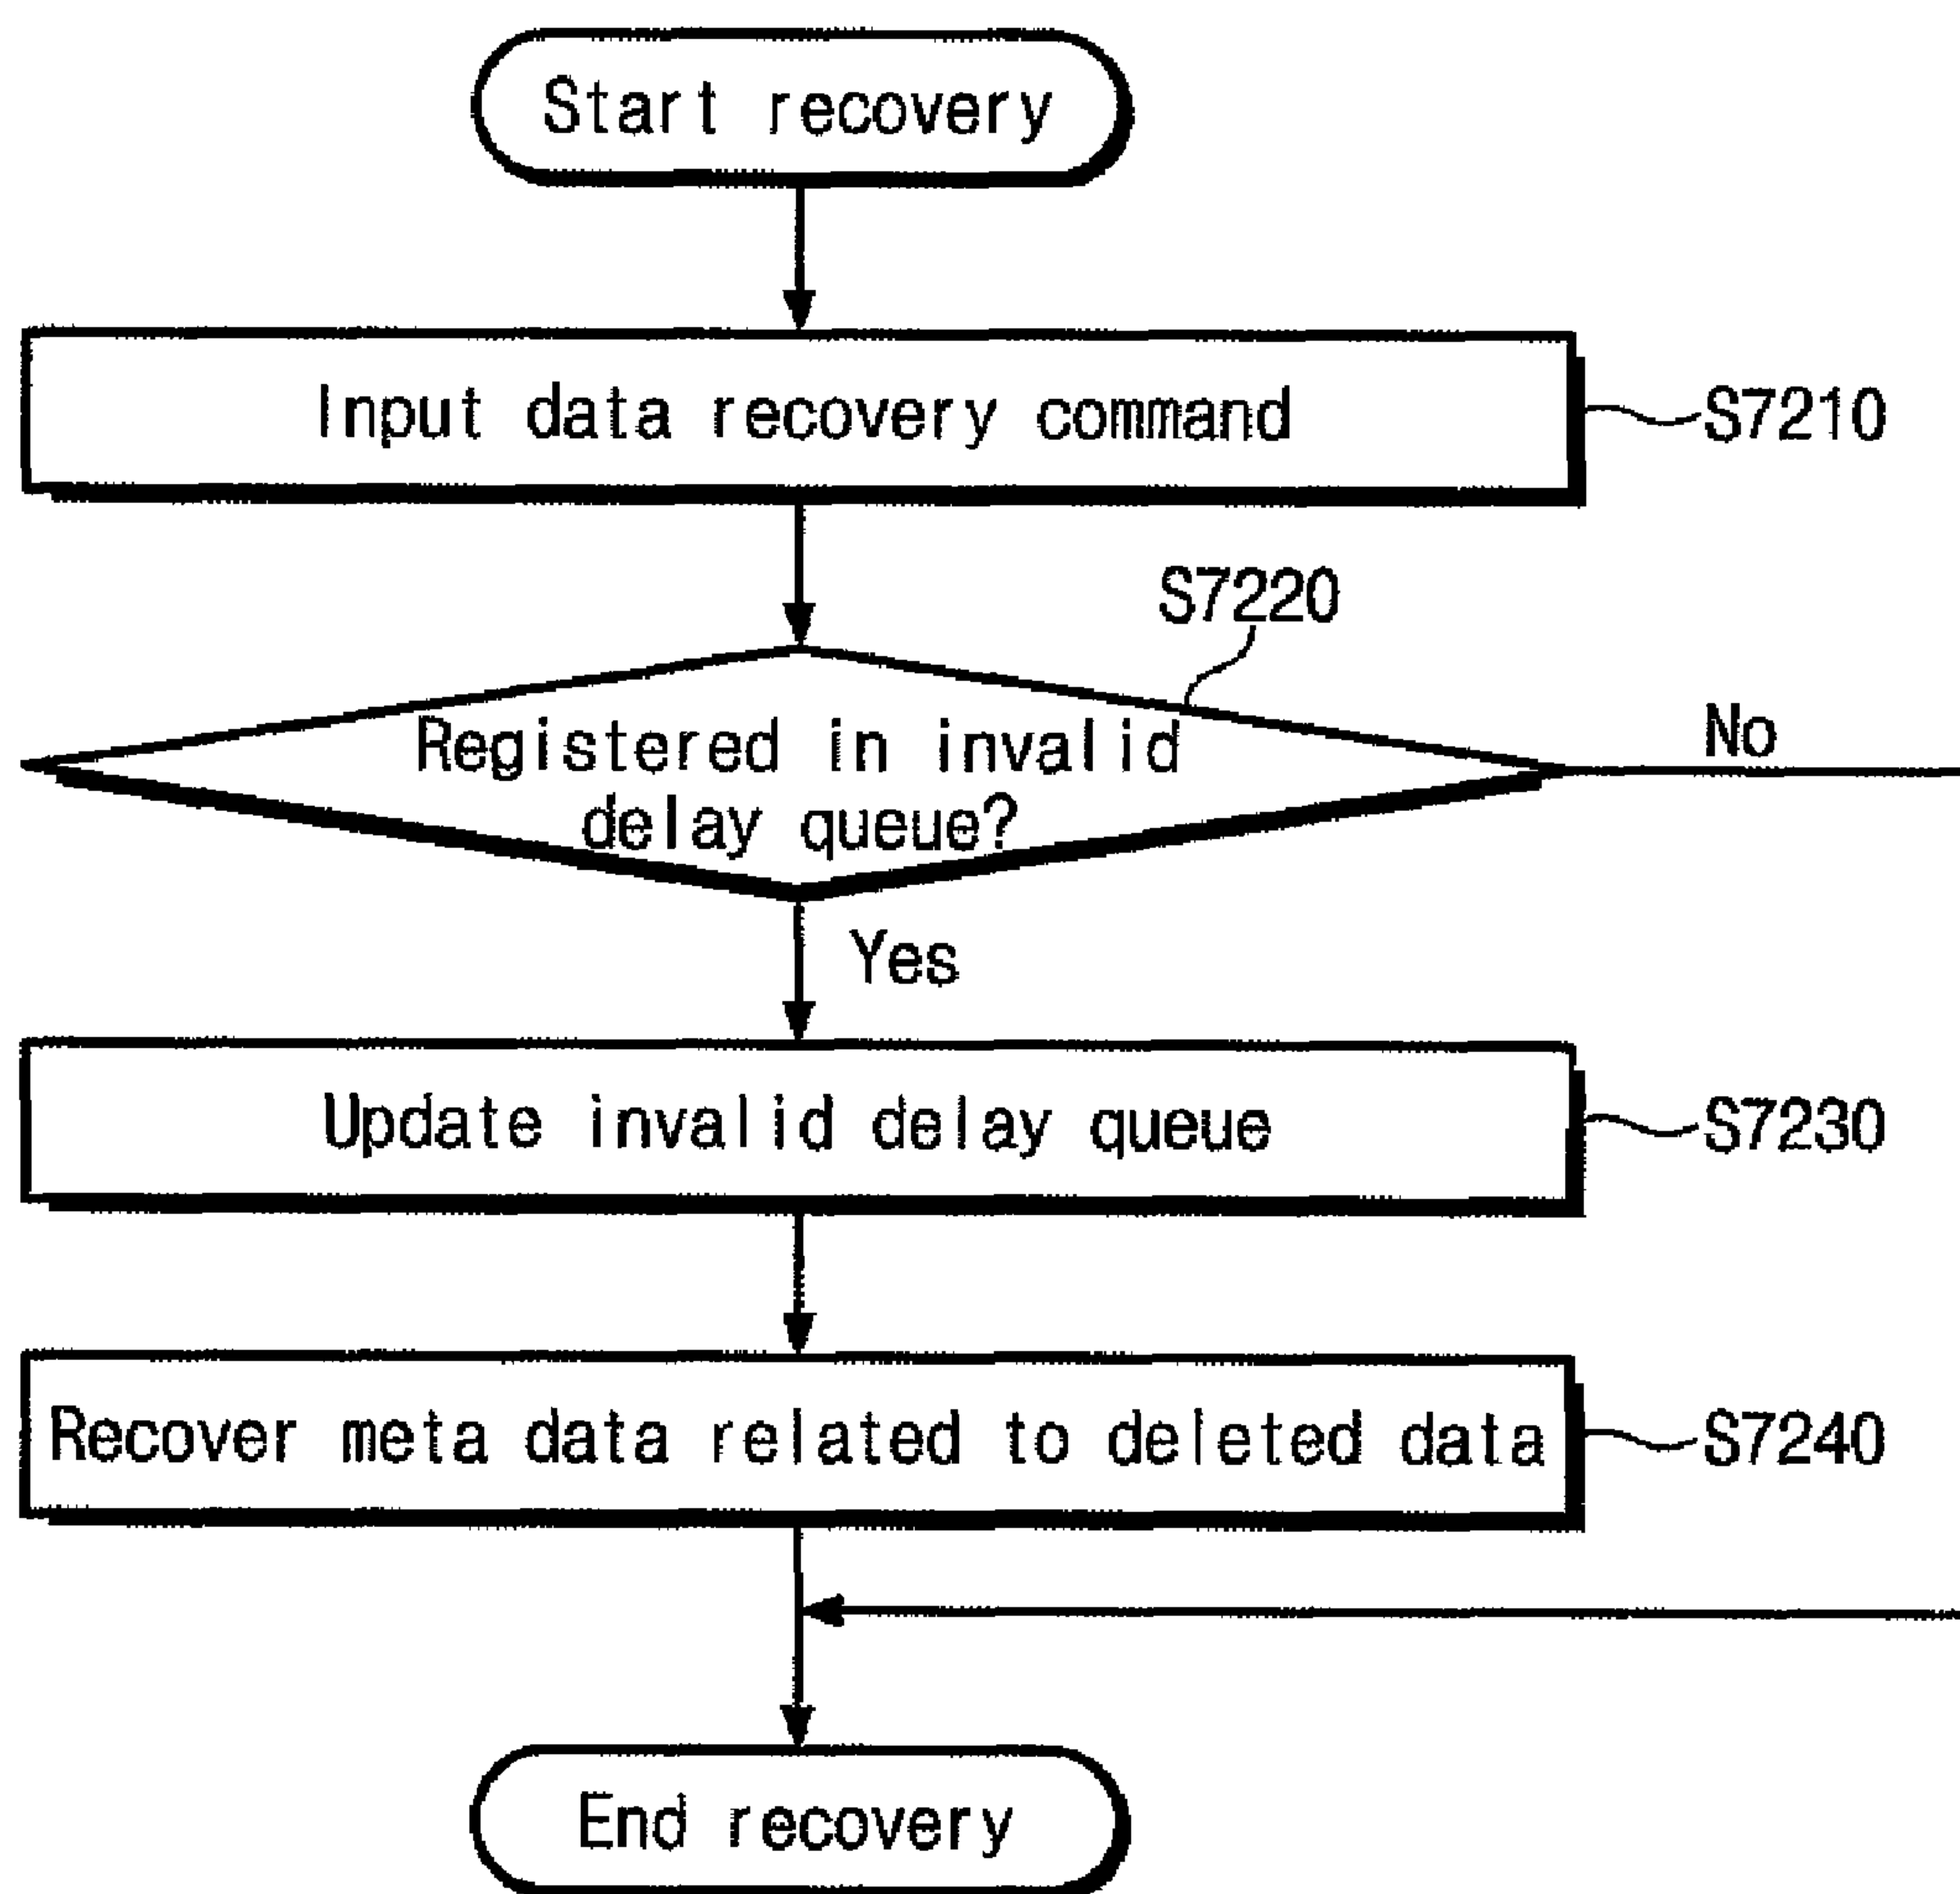 Start recovery
Input data recovery command
S7210
S7220
Registered in invalid
delay queue?
No
Yes
Update invalid delay queue
S7230
Recover meta data related to deleted data
S7240
End recovery